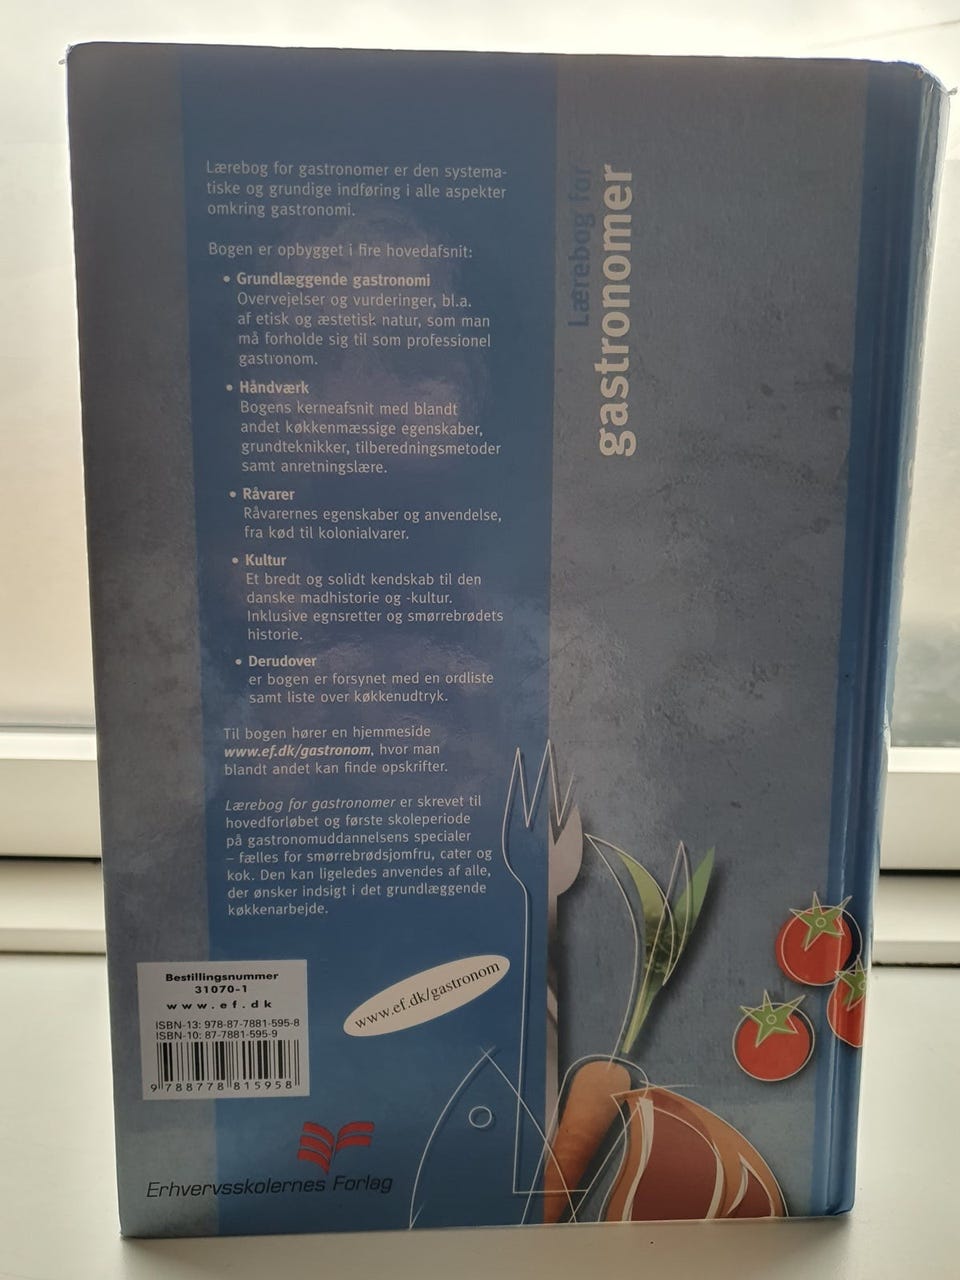 Lærebog for gastronomer er den systema-
tiske og grundige indføring i alle aspekter
omkring gastronomi.
Bogen er opbygget i fire hovedafsnit:
• Grundlæggende gastronomi
Overvejelser og vurderinger, bl.a.
af etisk og æstetisk natur, som man
må forholde sig til som professionel
gastronom.
• Håndværk
Bogens kerneafsnit med blandt
andet køkkenmæssige egenskaber,
grundteknikker, tilberedningsmetoder
samt anretningslære.
• Råvarer
Råvarernes egenskaber og anvendelse,
fra kød til kolonialvarer.
• Kultur
Et bredt og solidt kendskab til den
danske madhistorie og -kultur.
Inklusive egnsretter og smørrebrødets
historie.
• Derudover
er bogen er forsynet med en ordliste
samt liste over køkkenudtryk.
Til bogen hører en hjemmeside
www.ef.dk/gastronom, hvor man
blandt andet kan finde opskrifter.
Lærebog for gastronomer er skrevet til
hovedforløbet og første skoleperiode
på gastronomuddannelsens specialer
– fælles for smørrebrødsjomfru, cater og
kok. Den kan ligeledes anvendes af alle,
der ønsker indsigt i det grundlæggende
køkkenarbejde.
Lærebog for
gastronomer
www.ef.dk/gastronom
Bestillingsnummer
31070-1
www.ef.dk
ISBN-13: 978-87-7881-595-8
ISBN-10: 87-7881-595-9
9 788778 815958
Erhvervsskolernes Forlag